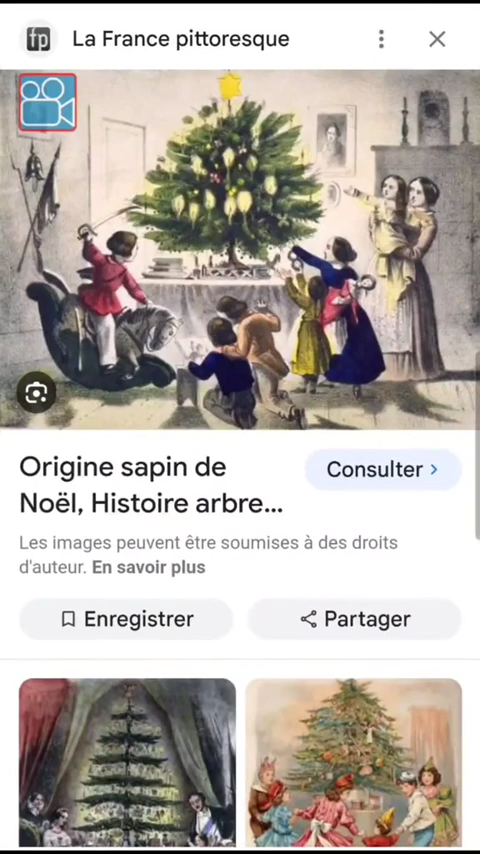 fp La France pittoresque
Origine sapin de
Noël, Histoire arbre...
Consulter
Les images peuvent être soumises à des droits
d'auteur. En savoir plus
Enregistrer
Partager